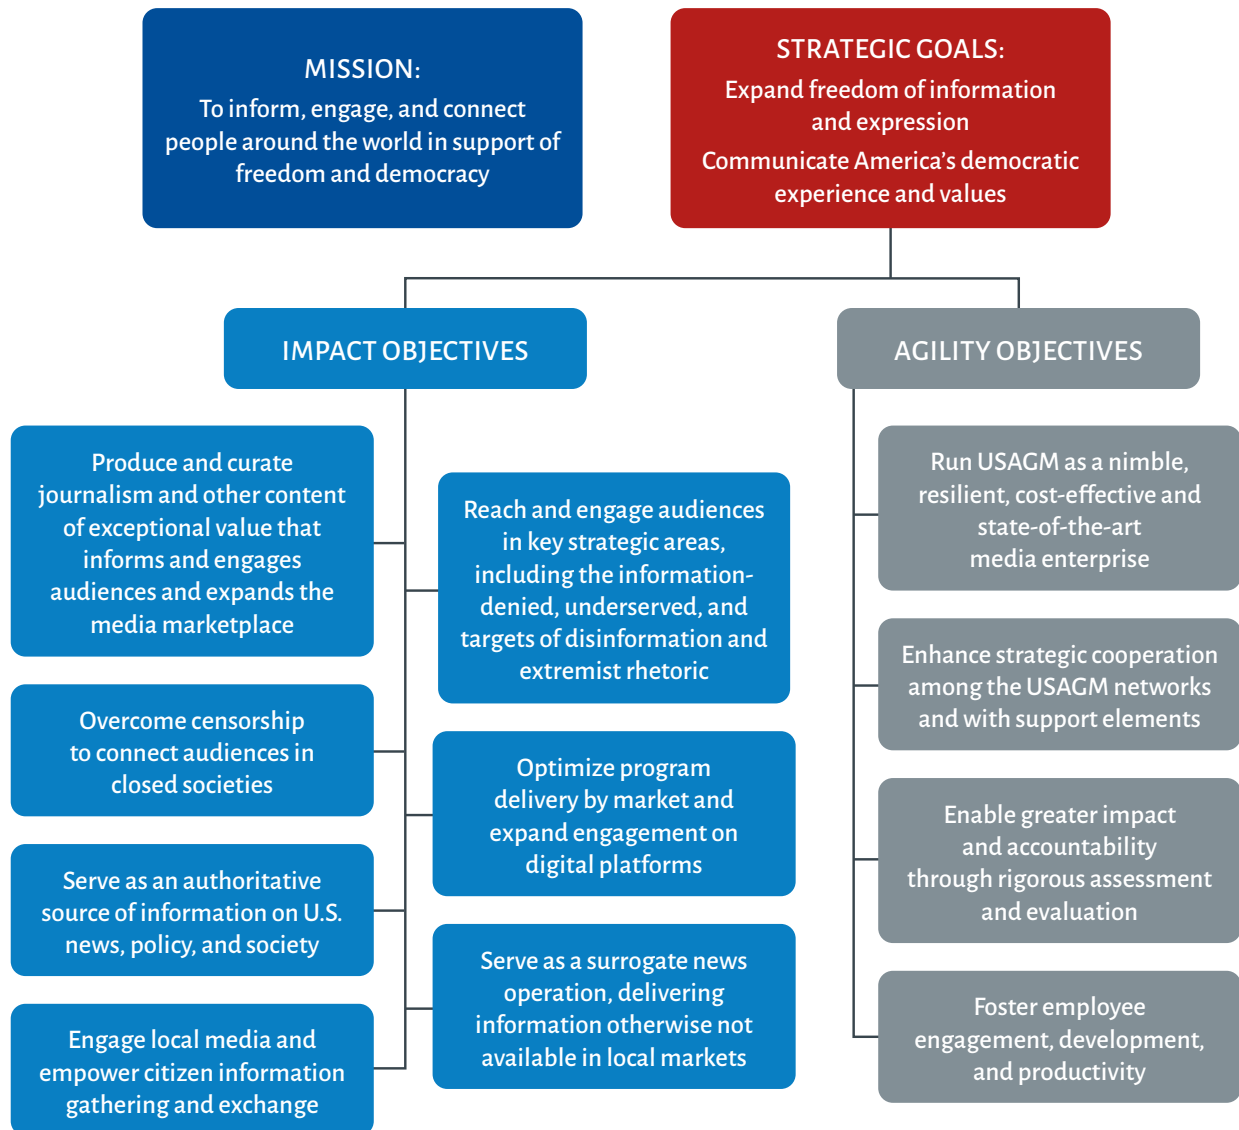 MISSION:
To inform, engage, and connect
people around the world in support of
freedom and democracy
STRATEGIC GOALS:
Expand freedom of information
and expression
Communicate America’s democratic
experience and values
IMPACT OBJECTIVES
Produce and curate
journalism and other content
of exceptional value that
informs and engages
audiences and expands the
media marketplace
Reach and engage audiences
in key strategic areas,
including the information-
denied, underserved, and
targets of disinformation and
extremist rhetoric
Overcome censorship
to connect audiences in
closed societies
Optimize program
delivery by market and
expand engagement on
digital platforms
Serve as an authoritative
source of information on U.S.
news, policy, and society
Serve as a surrogate news
operation, delivering
information otherwise not
available in local markets
Engage local media and
empower citizen information
gathering and exchange
AGILITY OBJECTIVES
Run USAGM as a nimble,
resilient, cost-effective and
state-of-the-art
media enterprise
Enhance strategic cooperation
among the USAGM networks
and with support elements
Enable greater impact
and accountability
through rigorous assessment
and evaluation
Foster employee
engagement, development,
and productivity